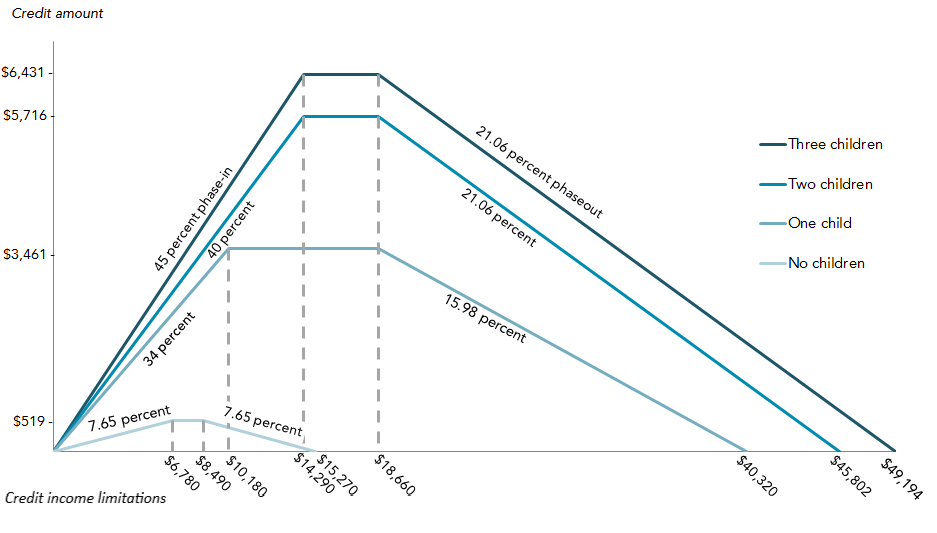 Credit amount
$6,431
$5,716
$3,461
$519
45 percent phase-in
40 percent
34 percent
7.65 percent
7.65 percent
21.06 percent phaseout
21.06 percent
15.98 percent
Three children
Two children
One child
No children
$6,780
$8,490
$10,180
$14,290
$15,270
$18,660
$40,320
$45,802
$49,194
Credit income limitations